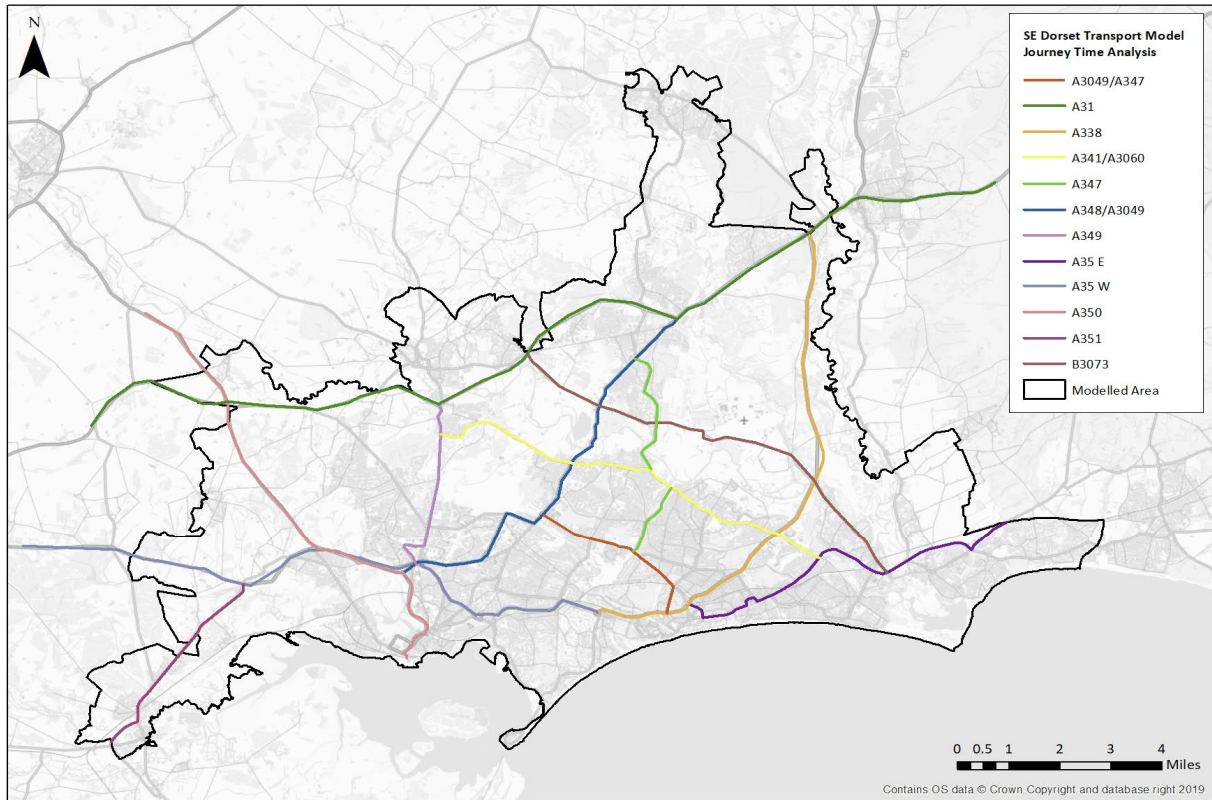 N
SE Dorset Transport Model
Journey Time Analysis
A3049/A347
A31
A338
A341/A3060
A347
A348/A3049
A349
A35 E
A35 W
A350
A351
B3073
Modelled Area
0 0.5 1 2 3 4
Miles
Contains OS data © Crown Copyright and database right 2019